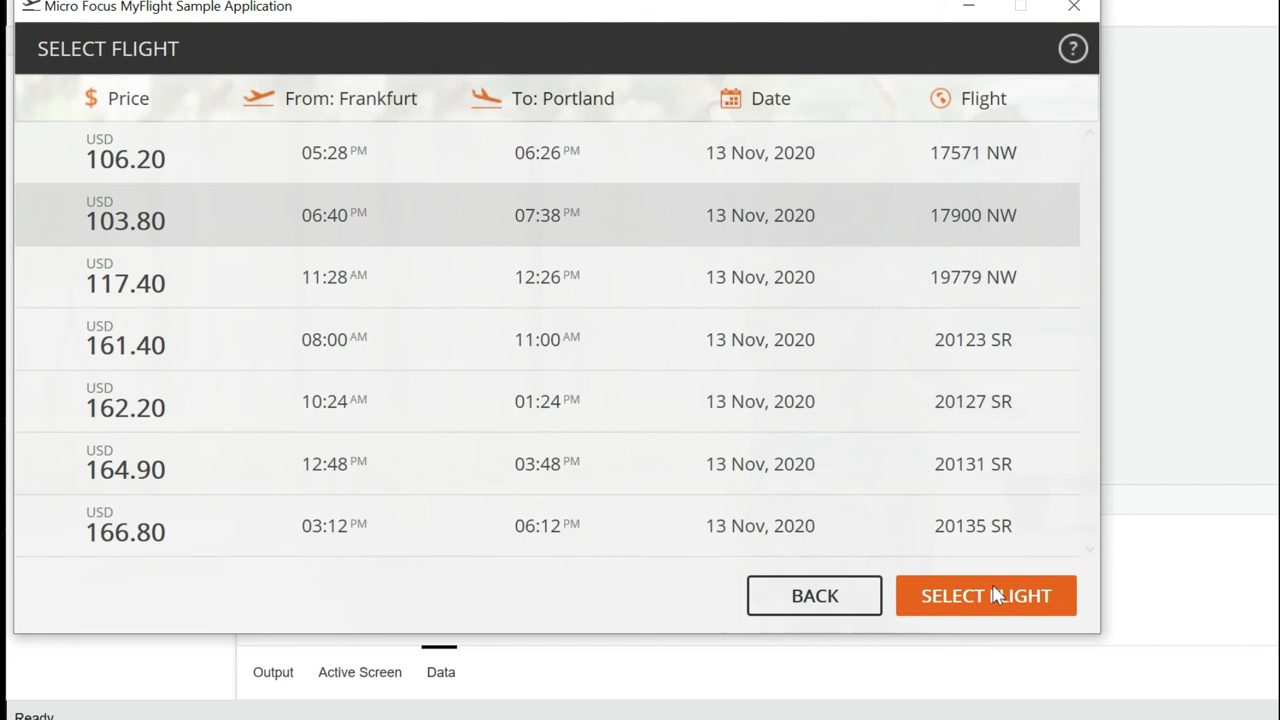 Micro Focus MyFlight Sample Application
SELECT FLIGHT ?
$ Price From: Frankfurt To: Portland Date Flight
USD
106.20 05:28 PM 06:26 PM 13 Nov, 2020 17571 NW
USD
103.80 06:40 PM 07:38 PM 13 Nov, 2020 17900 NW
USD
117.40 11:28 AM 12:26 PM 13 Nov, 2020 19779 NW
USD
161.40 08:00 AM 11:00 AM 13 Nov, 2020 20123 SR
USD
162.20 10:24 AM 01:24 PM 13 Nov, 2020 20127 SR
USD
164.90 12:48 PM 03:48 PM 13 Nov, 2020 20131 SR
USD
166.80 03:12 PM 06:12 PM 13 Nov, 2020 20135 SR
BACK SELECT FLIGHT
Output Active Screen Data
Ready